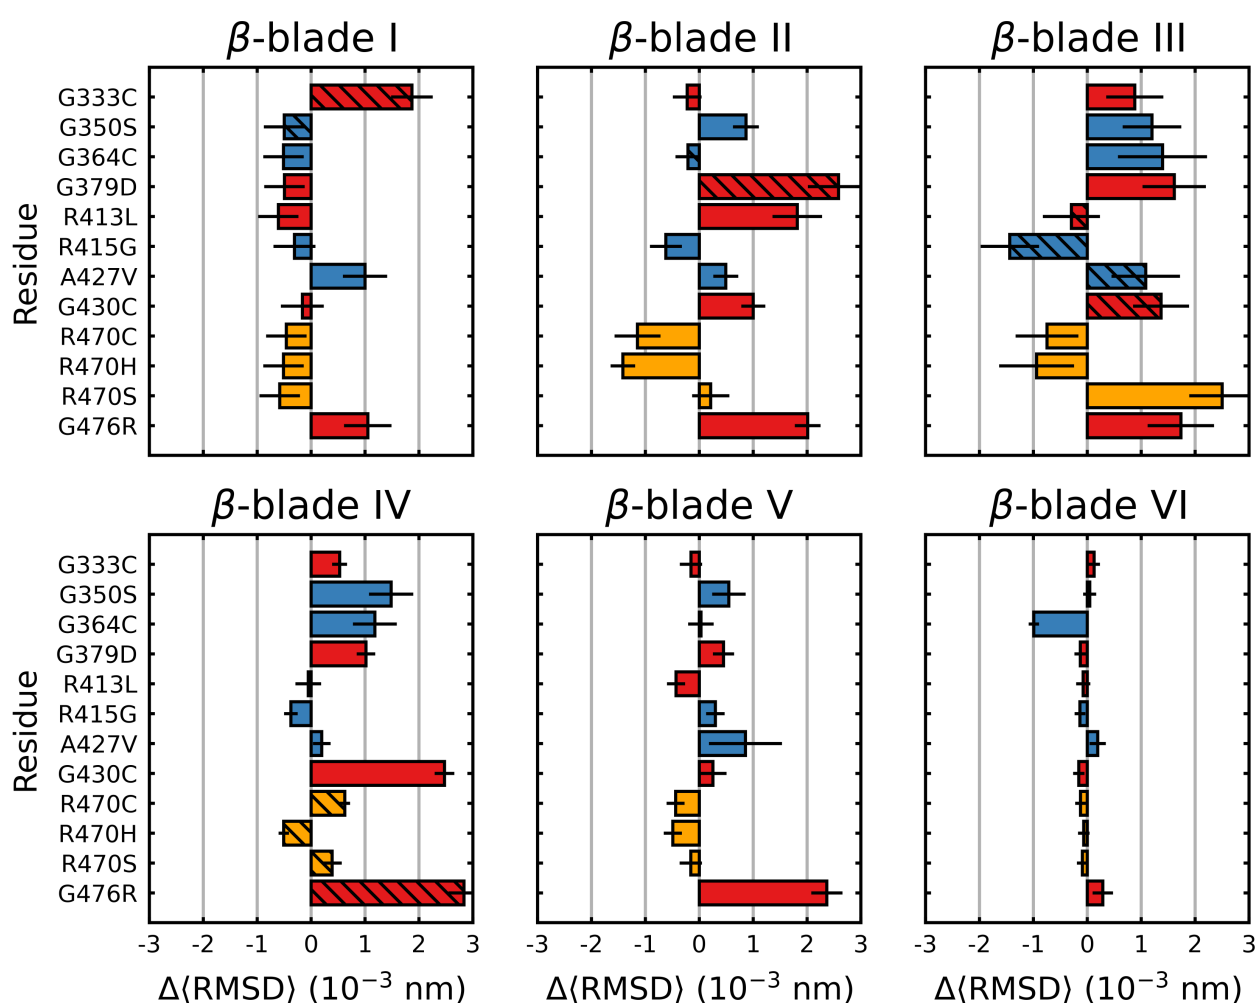 β-blade I β-blade II β-blade III
Residue
G333C
G350S
G364C
G379D
R413L
R415G
A427V
G430C
R470C
R470H
R470S
G476R
β-blade IV β-blade V β-blade VI
Residue
G333C
G350S
G364C
G379D
R413L
R415G
A427V
G430C
R470C
R470H
R470S
G476R
-3 -2 -1 0 1 2 3 -3 -2 -1 0 1 2 3 -3 -2 -1 0 1 2 3
Δ⟨RMSD⟩ (10⁻³ nm) Δ⟨RMSD⟩ (10⁻³ nm) Δ⟨RMSD⟩ (10⁻³ nm)